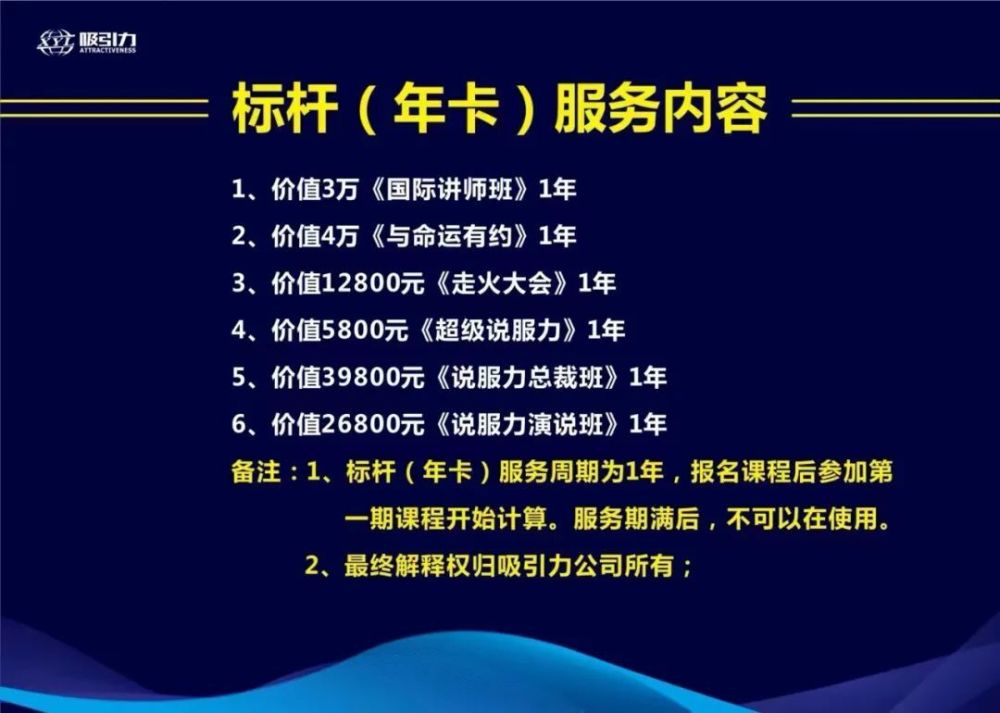 吸引力
ATTRACTIVENESS
标杆（年卡）服务内容
1、价值3万《国际讲师班》1年
2、价值4万《与命运有约》1年
3、价值12800元《走火大会》1年
4、价值5800元《超级说服力》1年
5、价值39800元《说服力总裁班》1年
6、价值26800元《说服力演说班》1年
备注：1、标杆（年卡）服务周期为1年，报名课程后参加第
一期课程开始计算。服务期满后，不可以在使用。
2、最终解释权归吸引力公司所有；